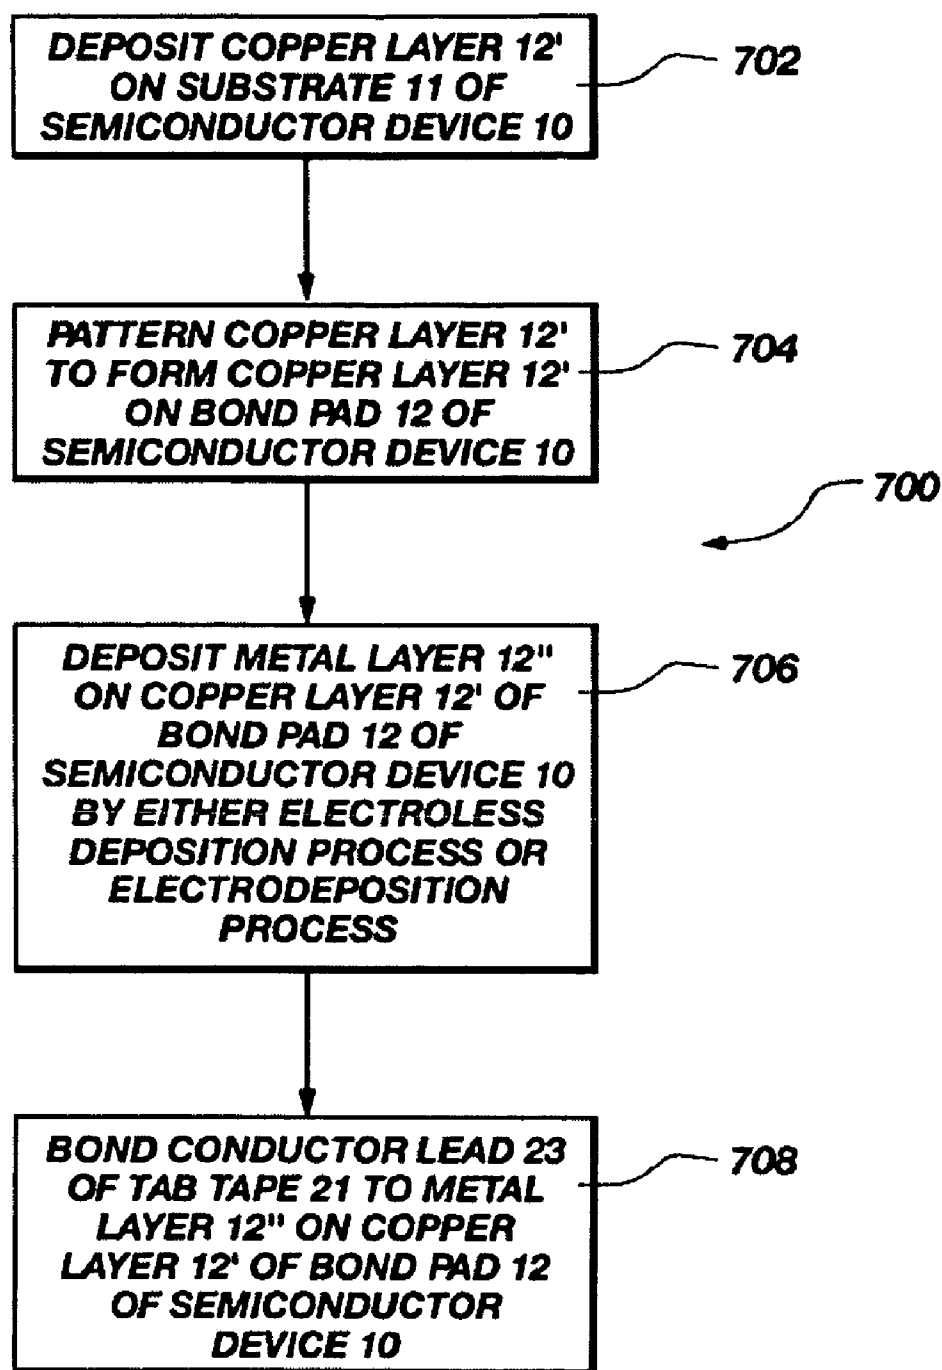 DEPOSIT COPPER LAYER 12'
ON SUBSTRATE 11 OF
SEMICONDUCTOR DEVICE 10
702
PATTERN COPPER LAYER 12'
TO FORM COPPER LAYER 12'
ON BOND PAD 12 OF
SEMICONDUCTOR DEVICE 10
704
700
DEPOSIT METAL LAYER 12"
ON COPPER LAYER 12' OF
BOND PAD 12 OF
SEMICONDUCTOR DEVICE 10
BY EITHER ELECTROLESS
DEPOSITION PROCESS OR
ELECTRODEPOSITION
PROCESS
706
BOND CONDUCTOR LEAD 23
OF TAB TAPE 21 TO METAL
LAYER 12" ON COPPER
LAYER 12' OF BOND PAD 12
OF SEMICONDUCTOR
DEVICE 10
708